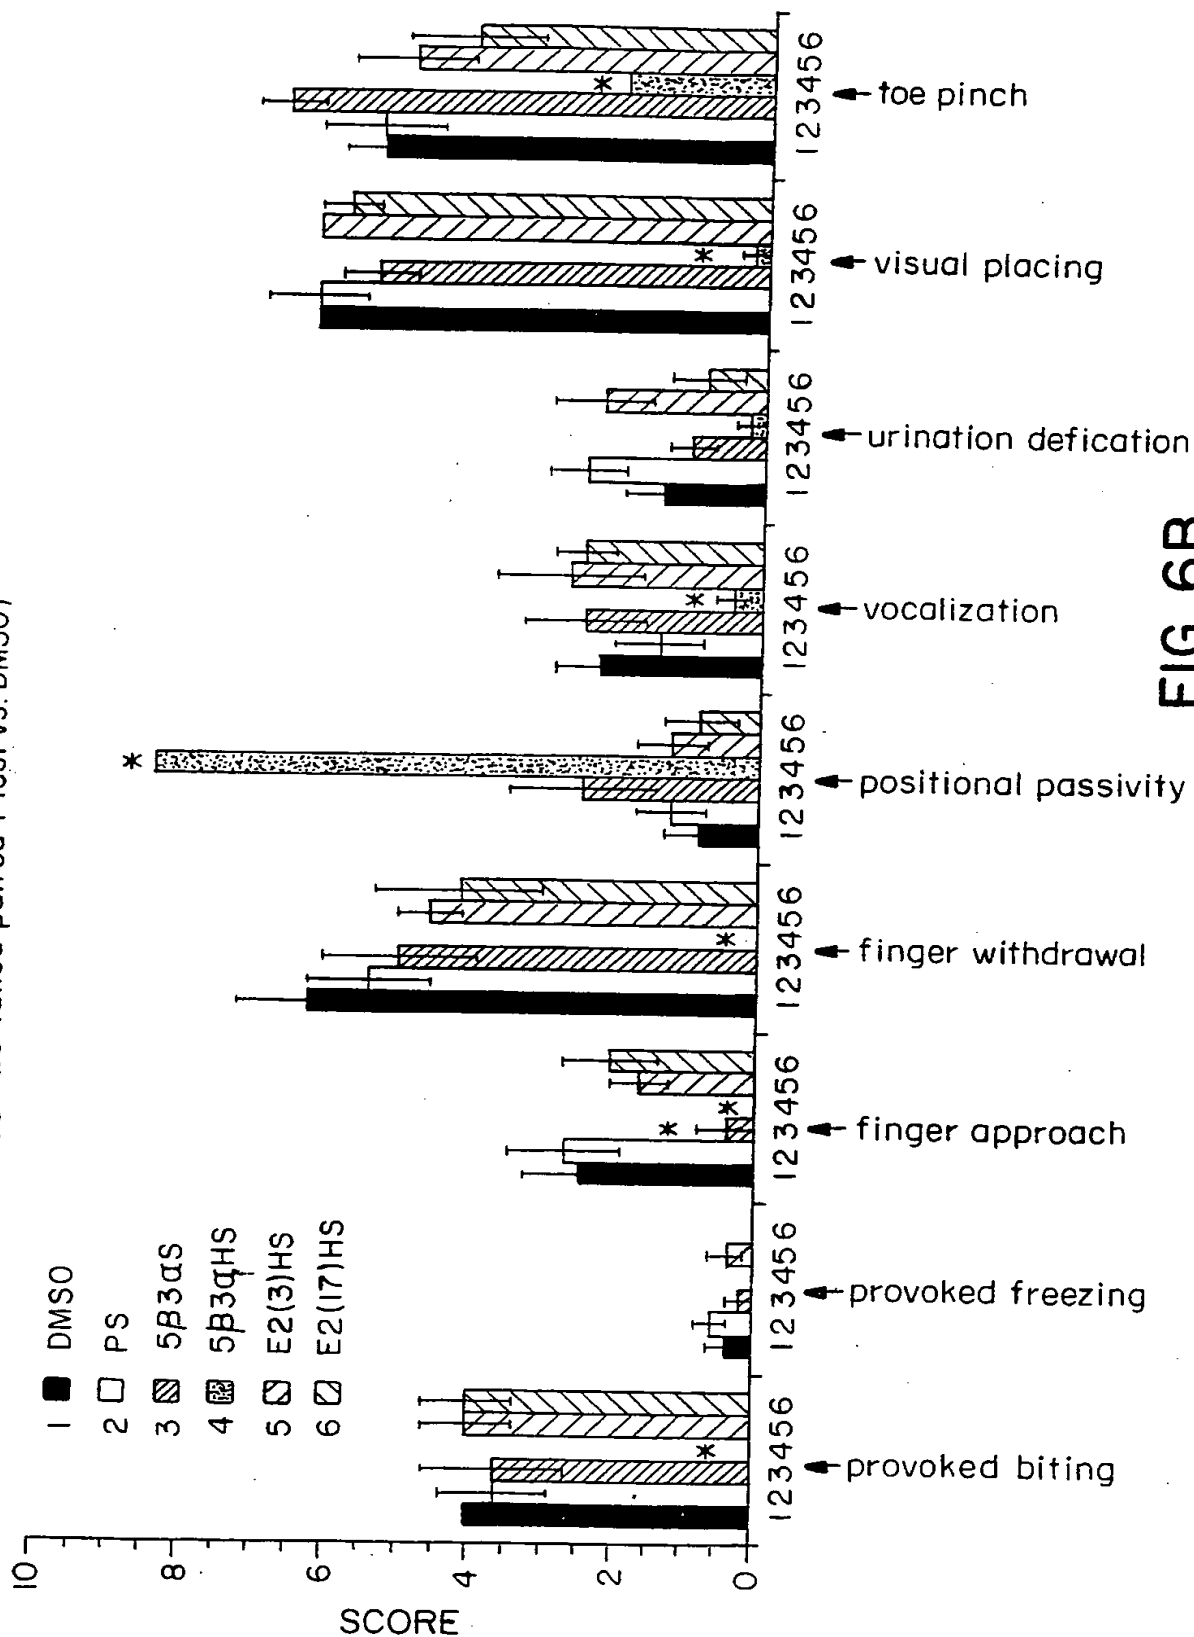 vs. DMSO)
1 DMSO
2 PS
3 5β3αS
4 5β3αHS
5 E2(3)HS
6 E2(17)HS
SCORE
10
8
6
4
2
0
123456
provoked biting
123456
provoked freezing
123456
finger approach
*
*
123456
finger withdrawal
*
123456
positional passivity
*
123456
vocalization
*
123456
urination defication
123456
visual placing
*
123456
toe pinch
*
*
FIG. 6B